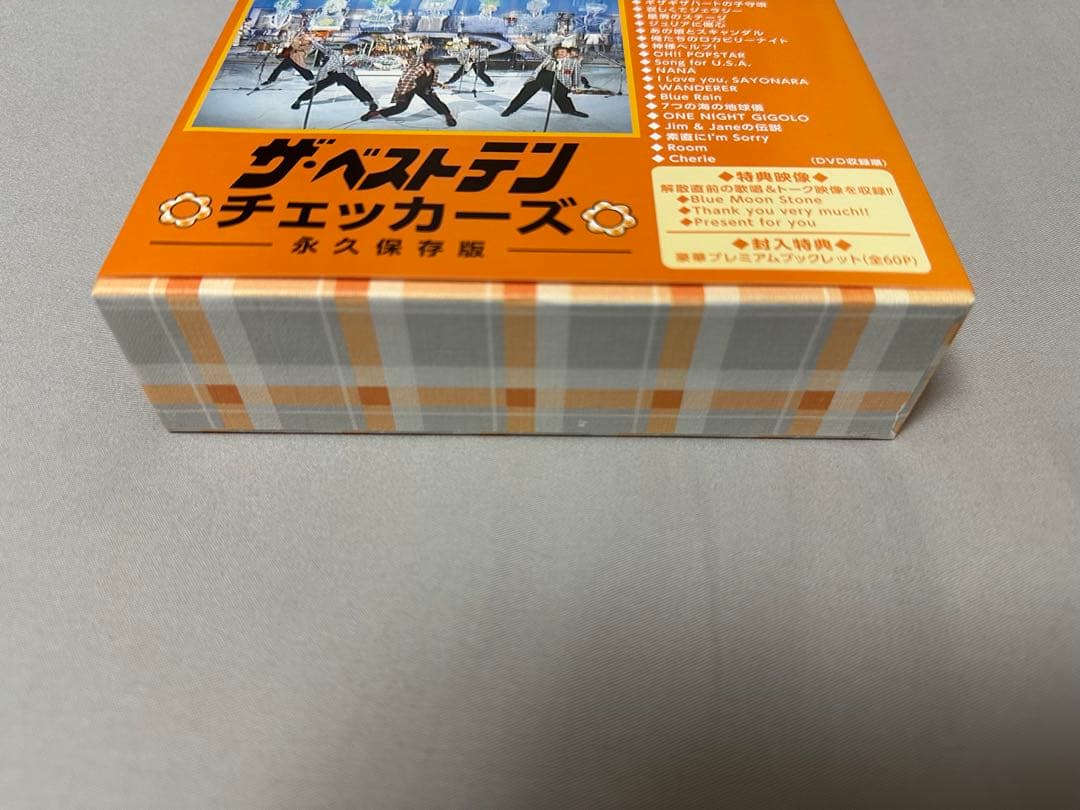 ザ・ベストテン
チェッカーズ
永久保存版
◆ギザギザハートの子守唄
◆哀しくてジェラシー
◆星屑のステージ
◆ジュリアに傷心
◆あの娘とスキャンダル
◆俺たちのロカビリーナイト
◆神様ヘルプ!
◆OH!! POPSTAR
◆Song for U.S.A.
◆NANA
◆I Love you, SAYONARA
◆WANDERER
◆Blue Rain
◆7つの海の地球儀
◆ONE NIGHT GIGOLO
◆Jim & Janeの伝説
◆素直にI'm Sorry
◆Room
◆Cherie (DVD収録順)
◆特典映像◆
解散直前の歌唱&トーク映像を収録!!
◆Blue Moon Stone
◆Thank you very much!!
◆Present for you
◆封入特典◆
豪華プレミアムブックレット(全60P)